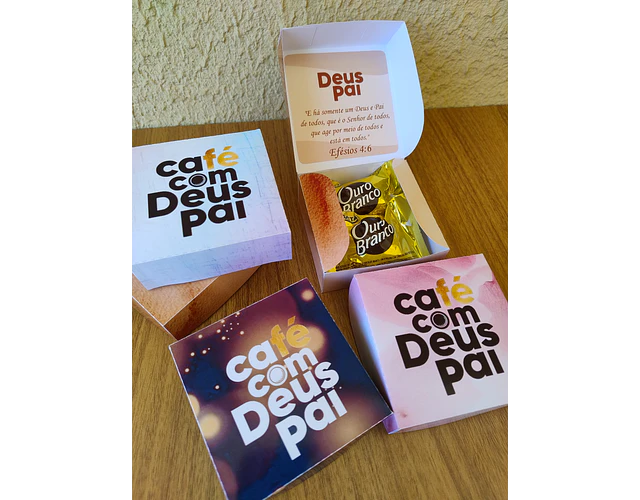 Deus
pai
"E há somente um Deus e Pai
de todos, que é o Senhor de todos,
que age por meio de todos e
está em todos."
Efésios 4:6
café
com
Deus
pai
Ouro
Branco
Ouro
Branco
café
com
Deus
pai
café
com
Deus
pai